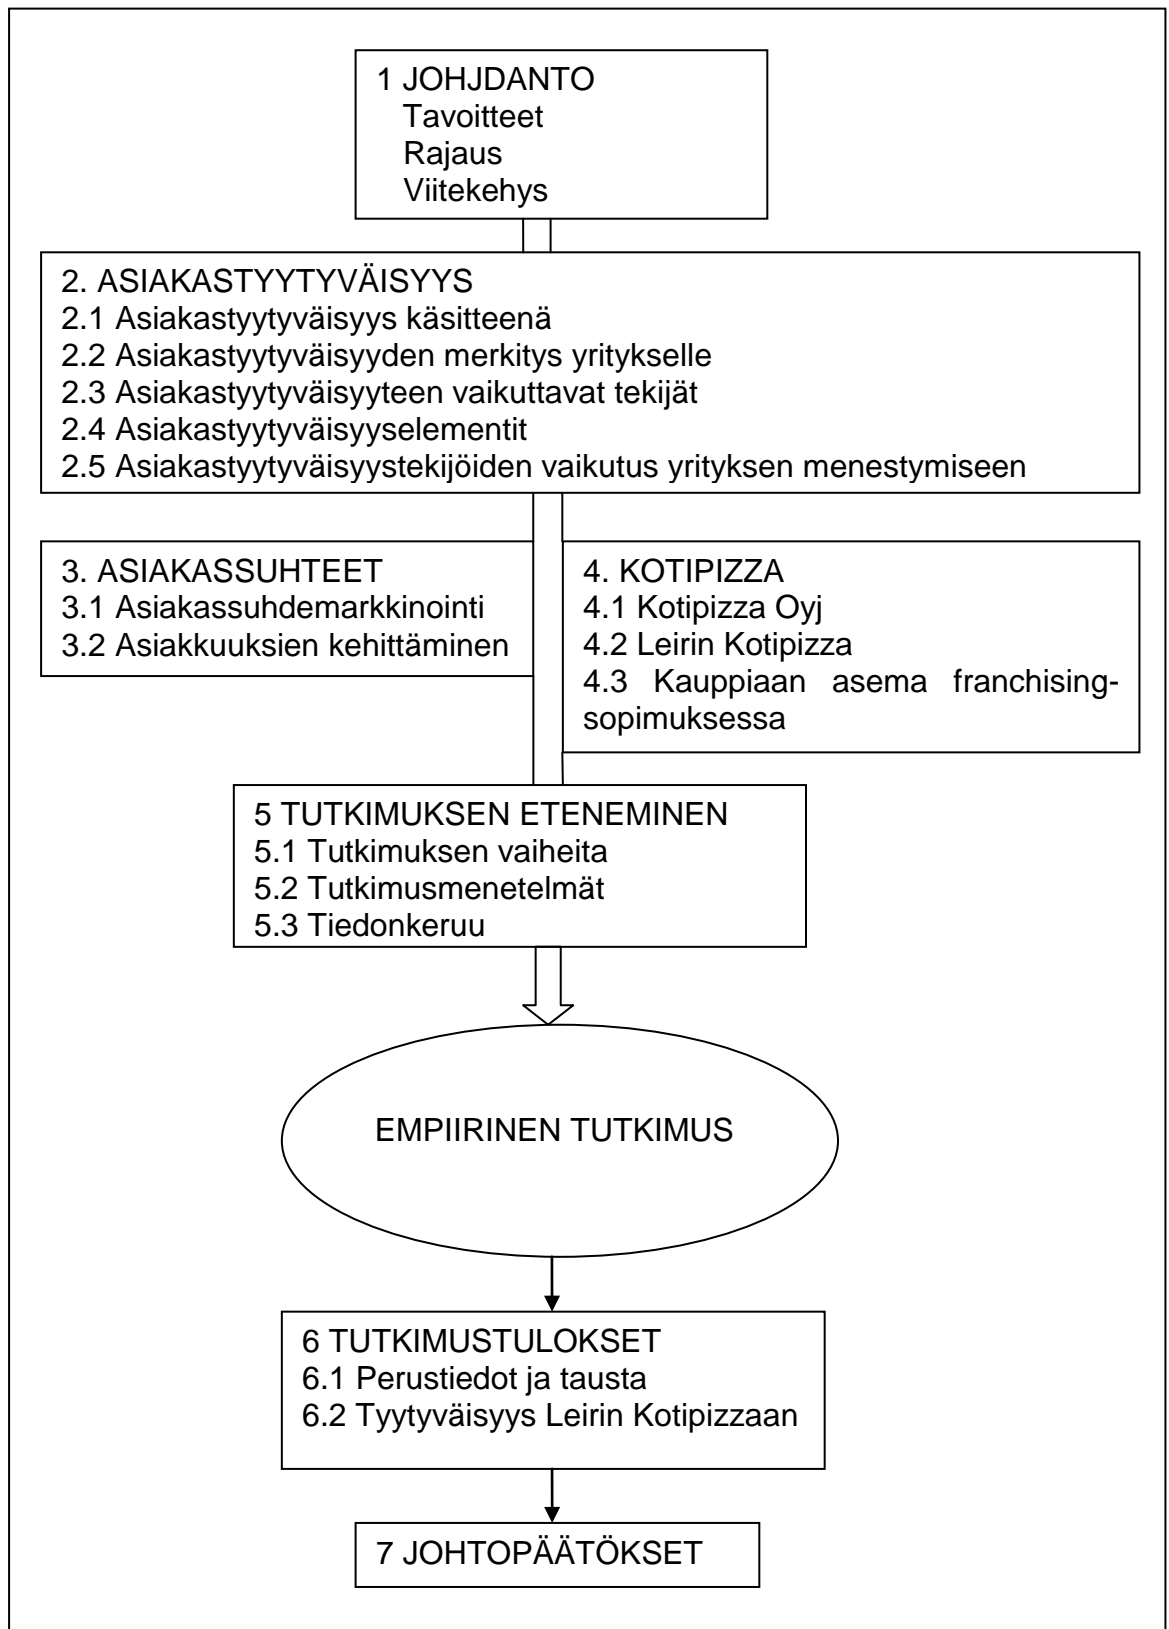 1 JOHJDANTO
Tavoitteet
Rajaus
Viitekehys
2. ASIAKASTYYTYVÄISYYS
2.1 Asiakastyytyväisyys käsitteenä
2.2 Asiakastyytyväisyyden merkitys yritykselle
2.3 Asiakastyytyväisyyteen vaikuttavat tekijät
2.4 Asiakastyytyväisyyselementit
2.5 Asiakastyytyväisyystekijöiden vaikutus yrityksen menestymiseen
3. ASIAKASSUHTEET
3.1 Asiakassuhdemarkkinointi
3.2 Asiakkuuksien kehittäminen
4. KOTIPIZZA
4.1 Kotipizza Oyj
4.2 Leirin Kotipizza
4.3 Kauppiaan asema franchising-
sopimuksessa
5 TUTKIMUKSEN ETENEMINEN
5.1 Tutkimuksen vaiheita
5.2 Tutkimusmenetelmät
5.3 Tiedonkeruu
EMPIIRINEN TUTKIMUS
6 TUTKIMUSTULOKSET
6.1 Perustiedot ja tausta
6.2 Tyytyväisyys Leirin Kotipizzaan
7 JOHTOPÄÄTÖKSET